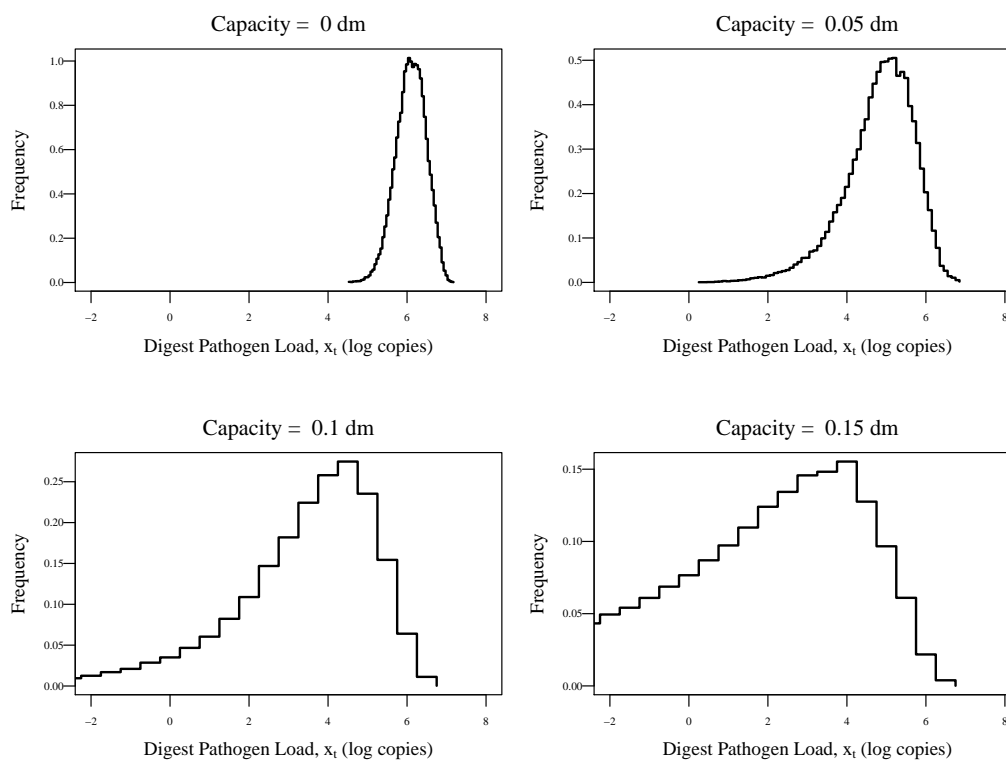 Capacity = 0 dm
1.0
0.8
0.6
0.4
0.2
0.0
Frequency
−2 0 2 4 6 8
Digest Pathogen Load, xₜ (log copies)
Capacity = 0.05 dm
0.5
0.4
0.3
0.2
0.1
0.0
Frequency
−2 0 2 4 6 8
Digest Pathogen Load, xₜ (log copies)
Capacity = 0.1 dm
0.25
0.20
0.15
0.10
0.05
0.00
Frequency
−2 0 2 4 6 8
Digest Pathogen Load, xₜ (log copies)
Capacity = 0.15 dm
0.15
0.10
0.05
0.00
Frequency
−2 0 2 4 6 8
Digest Pathogen Load, xₜ (log copies)